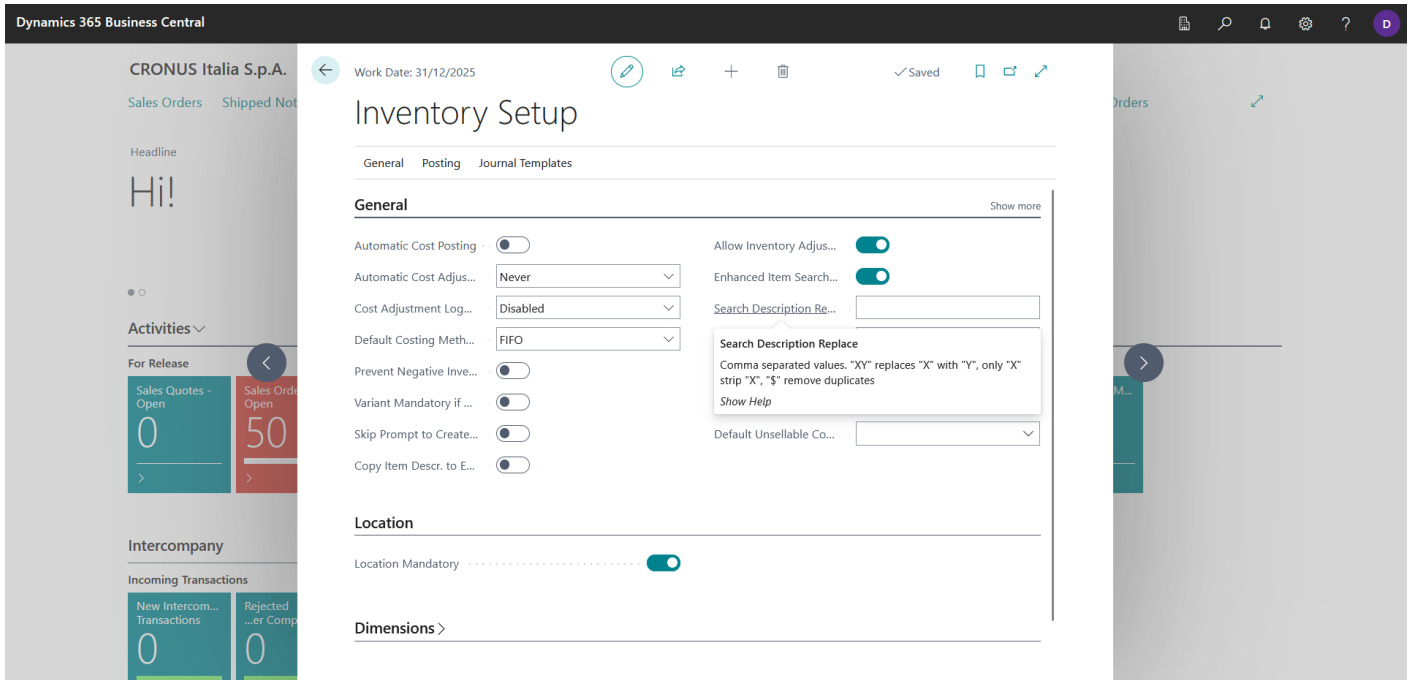 Dynamics 365 Business Central
?
D
CRONUS Italia S.p.A.
Sales Orders
Shipped Not
Orders
Headline
Hi!
Activities
For Release
Sales Quotes -
Open
0
Sales Orde
Open
50
M...
Intercompany
Incoming Transactions
New Intercom...
Transactions
0
Rejected
...er Comp
0
Work Date: 31/12/2025
Saved
Inventory Setup
General
Posting
Journal Templates
General
Show more
Automatic Cost Posting
Automatic Cost Adjus...
Never
Cost Adjustment Log...
Disabled
Default Costing Meth...
FIFO
Prevent Negative Inve...
Variant Mandatory if ...
Skip Prompt to Create...
Copy Item Descr. to E...
Allow Inventory Adjus...
Enhanced Item Search...
Search Description Re...
Search Description Replace
Comma separated values. "XY" replaces "X" with "Y", only "X"
strip "X", "$" remove duplicates
Show Help
Default Unsellable Co...
Location
Location Mandatory
Dimensions